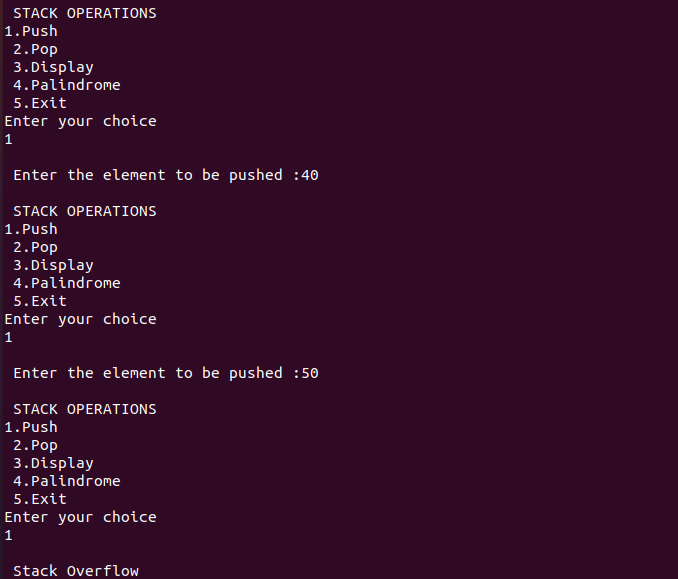 STACK OPERATIONS
1.Push
2.Pop
3.Display
4.Palindrome
5.Exit
Enter your choice
1
Enter the element to be pushed :40
STACK OPERATIONS
1.Push
2.Pop
3.Display
4.Palindrome
5.Exit
Enter your choice
1
Enter the element to be pushed :50
STACK OPERATIONS
1.Push
2.Pop
3.Display
4.Palindrome
5.Exit
Enter your choice
1
Stack Overflow